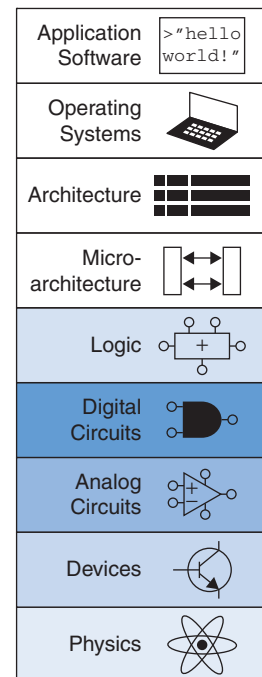 Application
Software
>"hello
world!"
Operating
Systems
Architecture
Micro-
architecture
Logic
+
Digital
Circuits
Analog
Circuits
+
−
Devices
Physics